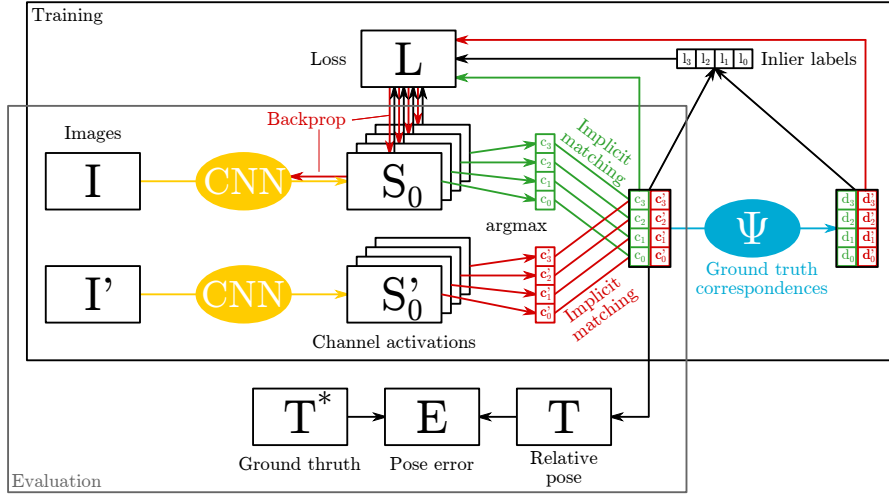 Training
Loss
L
l₃ l₂ l₁ l₀
Inlier labels
Images
Backprop
Implicit
matching
I
CNN
S₀
c₃
c₂
c₁
c₀
argmax
c₃ c'₃
c₂ c'₂
c₁ c'₁
c₀ c'₀
Ψ
d₃ d'₃
d₂ d'₂
d₁ d'₁
d₀ d'₀
Ground truth
correspondences
I'
CNN
S'₀
c'₃
c'₂
c'₁
c'₀
Implicit
matching
Channel activations
T*
E
T
Ground thruth
Pose error
Relative
pose
Evaluation